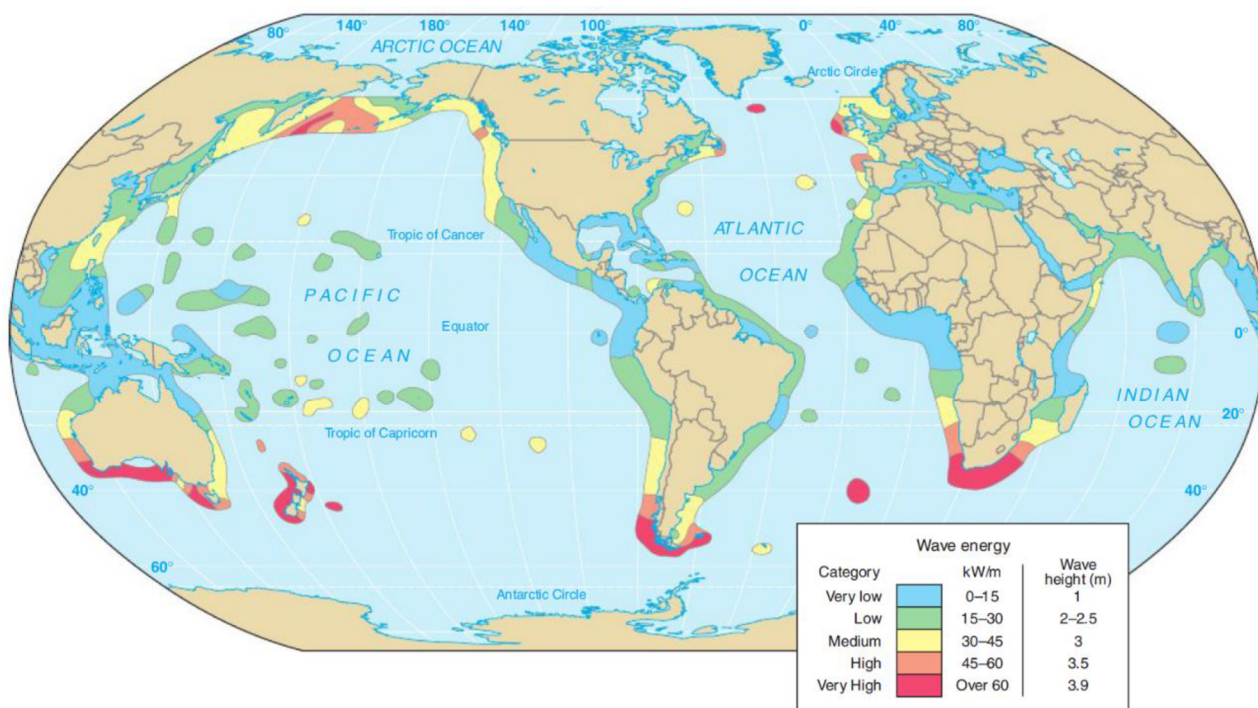 80°
140°
180°
140°
100°
0°
40°
80°
ARCTIC OCEAN
Arctic Circle
ATLANTIC
OCEAN
Tropic of Cancer
PACIFIC
OCEAN
Equator
0°
INDIAN
OCEAN
20°
Tropic of Capricorn
40°
40°
60°
Antarctic Circle
Wave energy
Category kW/m Wave height (m)
Very low 0–15 1
Low 15–30 2–2.5
Medium 30–45 3
High 45–60 3.5
Very High Over 60 3.9